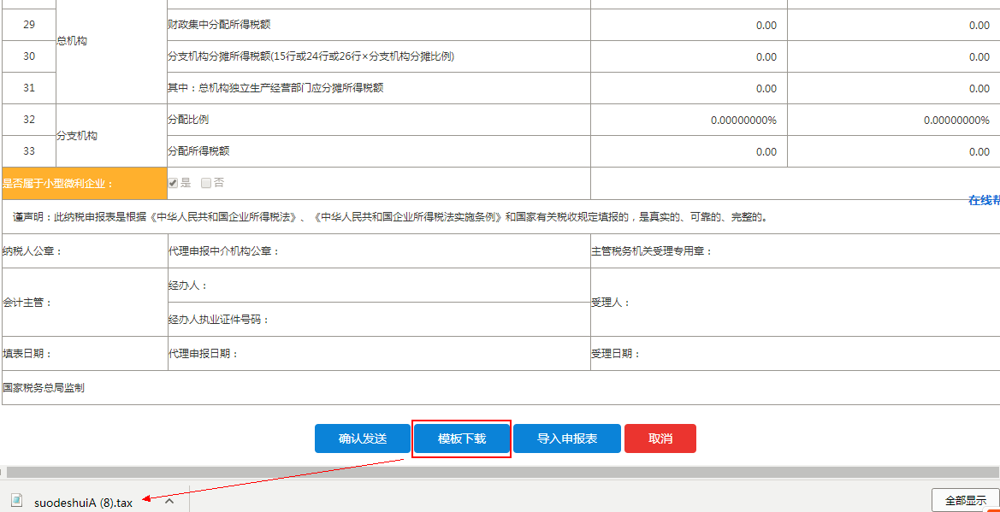 29 总机构 财政集中分配所得税额 0.00 0.00
30 分支机构分摊所得税额(15行或24行或26行×分支机构分摊比例) 0.00 0.00
31 其中：总机构独立生产经营部门应分摊所得税额 0.00 0.00
32 分支机构 分配比例 0.00000000% 0.00000000%
33 分配所得税额 0.00 0.00
是否属于小型微利企业： 是 否
在线帮
谨声明：此纳税申报表是根据《中华人民共和国企业所得税法》、《中华人民共和国企业所得税法实施条例》和国家有关税收规定填报的，是真实的、可靠的、完整的。
纳税人公章： 代理申报中介机构公章： 主管税务机关受理专用章：
会计主管： 经办人： 受理人：
经办人执业证件号码：
填表日期： 代理申报日期： 受理日期：
国家税务总局监制
确认发送 模板下载 导入申报表 取消
suodeshuiA (8).tax 全部显示